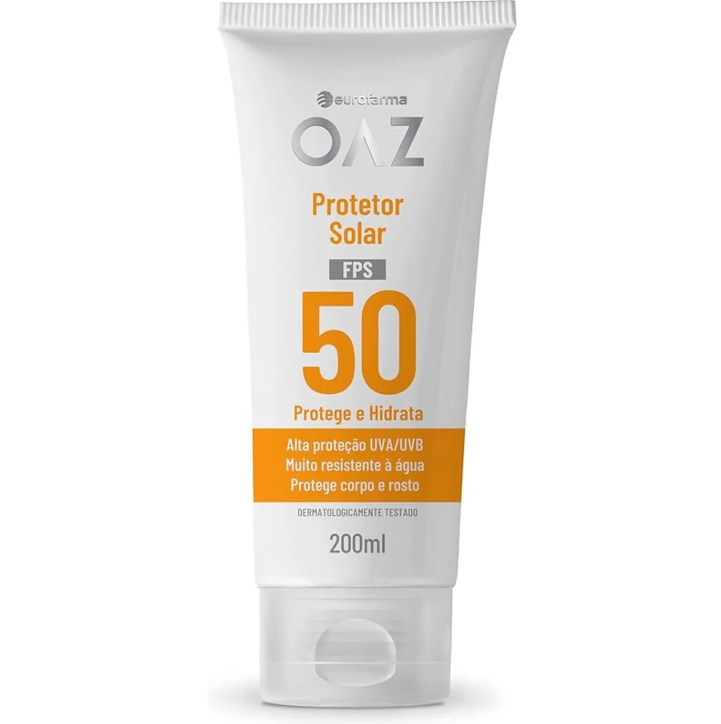 eurofarma
OAZ
Protetor
Solar
FPS
50
Protege e Hidrata
Alta proteção UVA/UVB
Muito resistente à água
Protege corpo e rosto
DERMATOLOGICAMENTE TESTADO
200ml